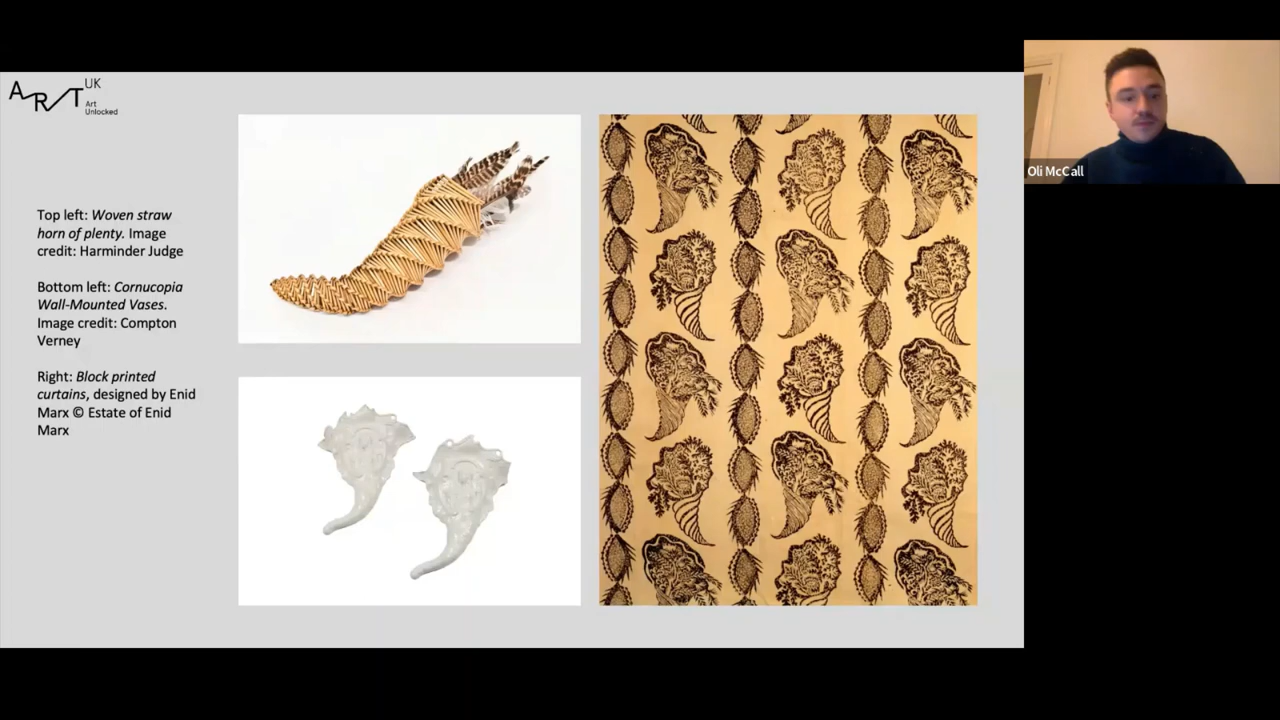 ART UK
Art
Unlocked
Top left: Woven straw
horn of plenty. Image
credit: Harminder Judge
Bottom left: Cornucopia
Wall-Mounted Vases.
Image credit: Compton
Verney
Right: Block printed
curtains, designed by Enid
Marx © Estate of Enid
Marx
Oli McCall